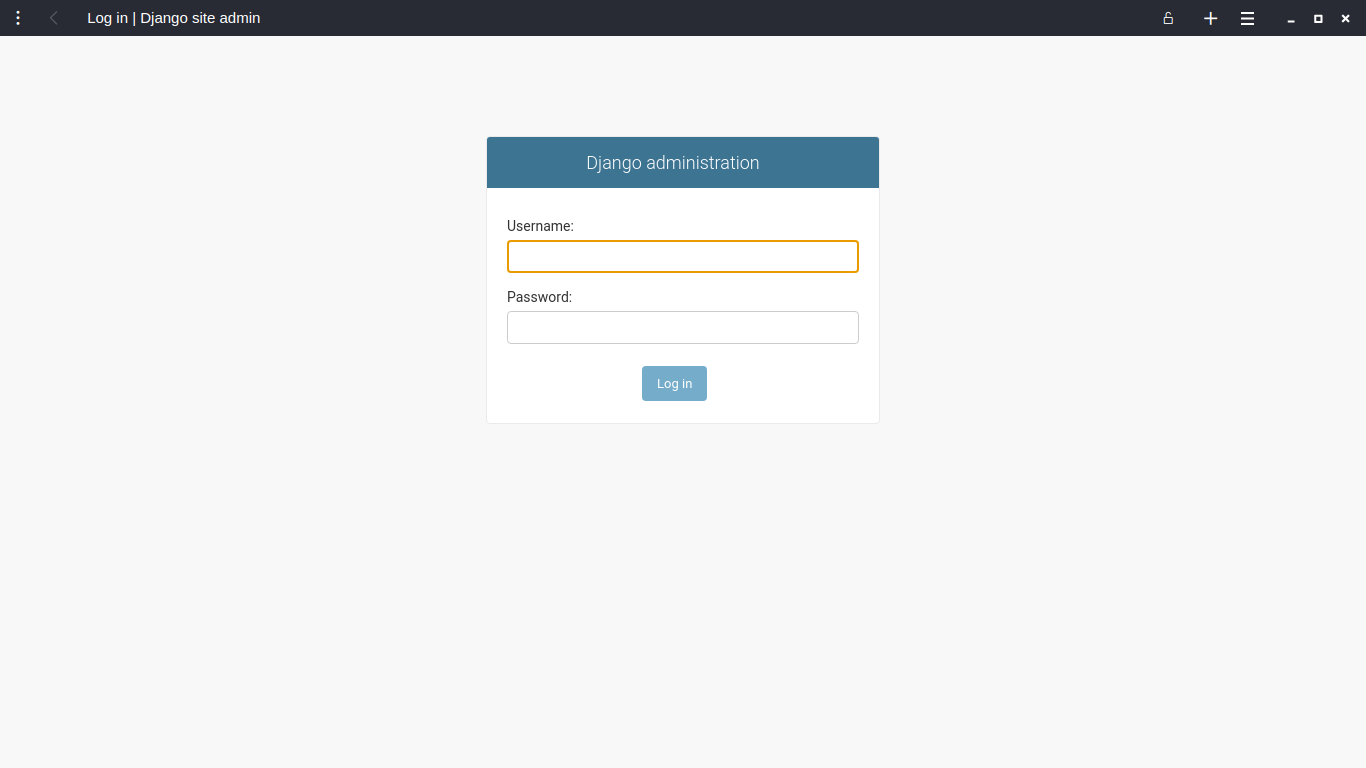 Log in | Django site admin
Django administration
Username:
Password:
Log in